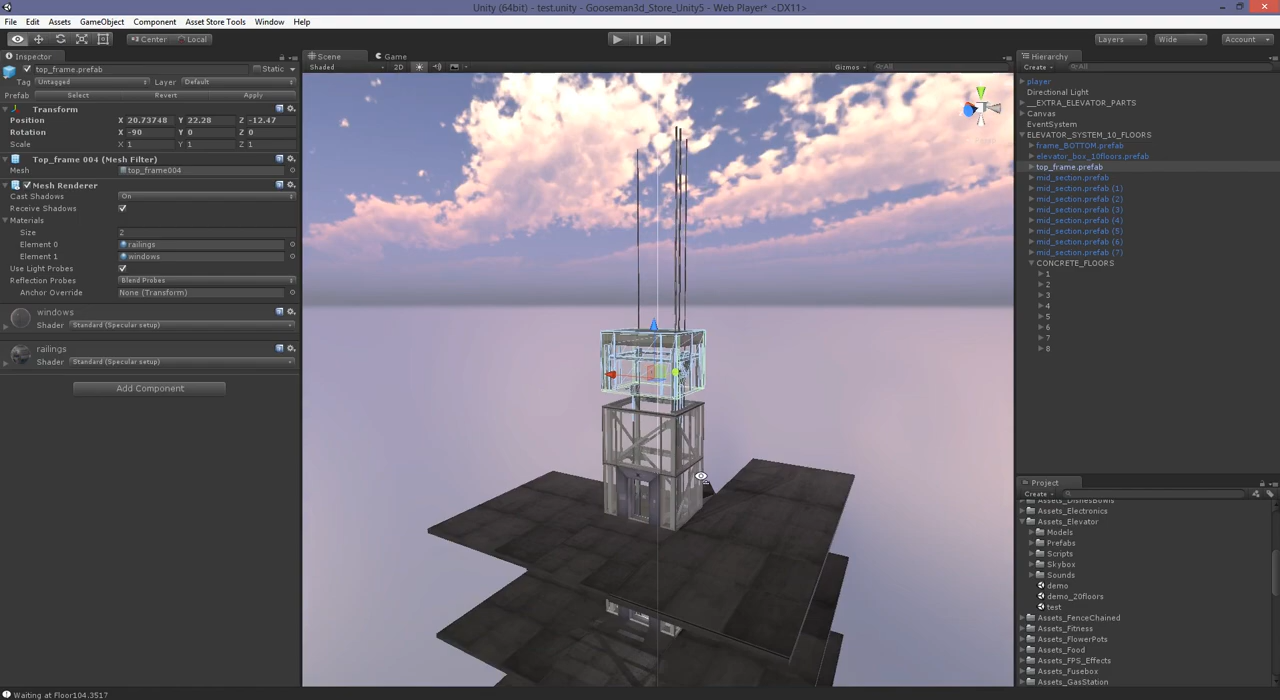 Unity (64bit) - test.unity - Gooseman3d_Store_Unity5 - Web Player* <DX11>
File Edit Assets GameObject Component Asset Store Tools Window Help
Center Local
Layers Wide Account
Inspector
top_frame.prefab Static
Tag Untagged Layer Default
Prefab Select Revert Apply
Transform
Position X 20.73748 Y 22.28 Z -12.47
Rotation X -90 Y 0 Z 0
Scale X 1 Y 1 Z 1
Top_frame 004 (Mesh Filter)
Mesh top_frame004
Mesh Renderer
Cast Shadows On
Receive Shadows
Materials
Size 2
Element 0 railings
Element 1 windows
Use Light Probes
Reflection Probes Blend Probes
Anchor Override None (Transform)
windows
Shader Standard (Specular setup)
railings
Shader Standard (Specular setup)
Add Component
Scene Game
Shaded 2D Gizmos All
Hierarchy
Create All
player
Directional Light
__EXTRA_ELEVATOR_PARTS
Canvas
EventSystem
ELEVATOR_SYSTEM_10_FLOORS
frame_BOTTOM.prefab
elevator_box_10floors.prefab
top_frame.prefab
mid_section.prefab
mid_section.prefab (1)
mid_section.prefab (2)
mid_section.prefab (3)
mid_section.prefab (4)
mid_section.prefab (5)
mid_section.prefab (6)
mid_section.prefab (7)
CONCRETE_FLOORS
1
2
3
4
5
6
7
8
Project
Create
Assets_DishesBowls
Assets_Electronics
Assets_Elevator
Models
Prefabs
Scripts
Skybox
Sounds
demo
demo_20floors
test
Assets_FenceChained
Assets_Fitness
Assets_FlowerPots
Assets_Food
Assets_FPS_Effects
Assets_Fusebox
Assets_GasStation
Waiting at Floor104.3517